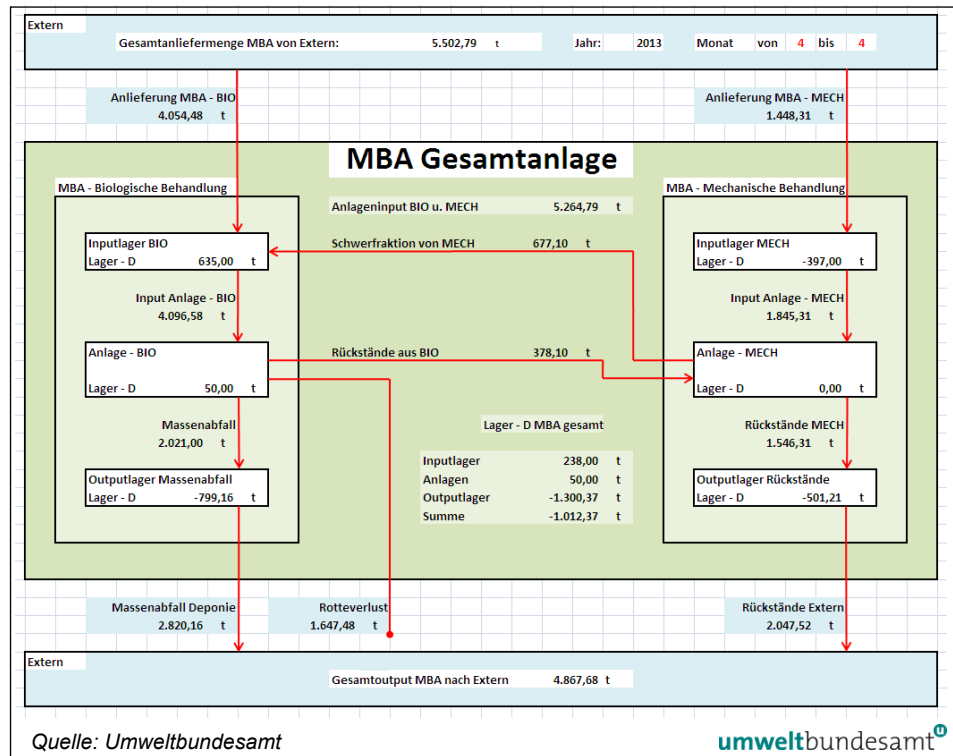 Extern
Gesamtanliefermenge MBA von Extern: 5.502,79 t Jahr: 2013 Monat von 4 bis 4
Anlieferung MBA - BIO
4.054,48 t
Anlieferung MBA - MECH
1.448,31 t
MBA Gesamtanlage
MBA - Biologische Behandlung
MBA - Mechanische Behandlung
Anlageninput BIO u. MECH 5.264,79 t
Inputlager BIO
Lager - D 635,00 t
Schwerfraktion von MECH 677,10 t
Inputlager MECH
Lager - D -397,00 t
Input Anlage - BIO
4.096,58 t
Input Anlage - MECH
1.845,31 t
Anlage - BIO
Lager - D 50,00 t
Rückstände aus BIO 378,10 t
Anlage - MECH
Lager - D 0,00 t
Massenabfall
2.021,00 t
Lager - D MBA gesamt
Inputlager 238,00 t
Anlagen 50,00 t
Outputlager -1.300,37 t
Summe -1.012,37 t
Rückstände MECH
1.546,31 t
Outputlager Massenabfall
Lager - D -799,16 t
Outputlager Rückstände
Lager - D -501,21 t
Massenabfall Deponie
2.820,16 t
Rotteverlust
1.647,48 t
Rückstände Extern
2.047,52 t
Extern
Gesamtoutput MBA nach Extern 4.867,68 t
Quelle: Umweltbundesamt
umweltbundesamt u